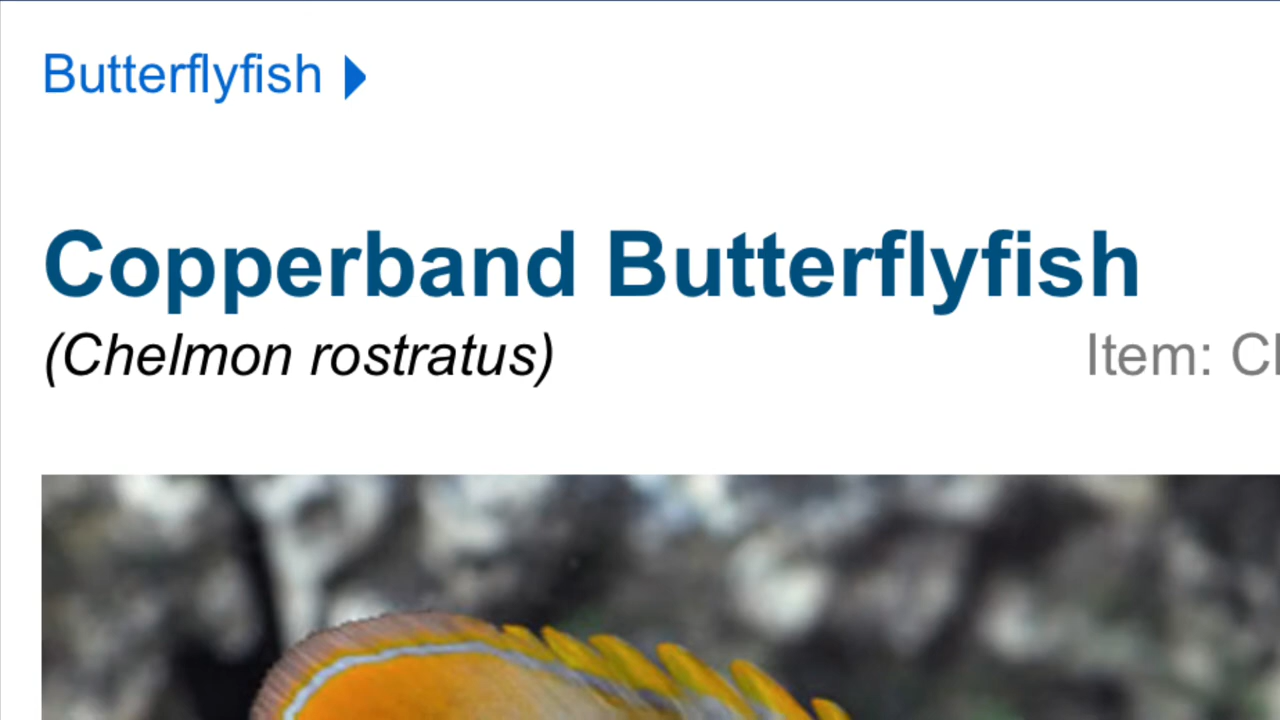 Butterflyfish
Copperband Butterflyfish
(Chelmon rostratus)
Item: